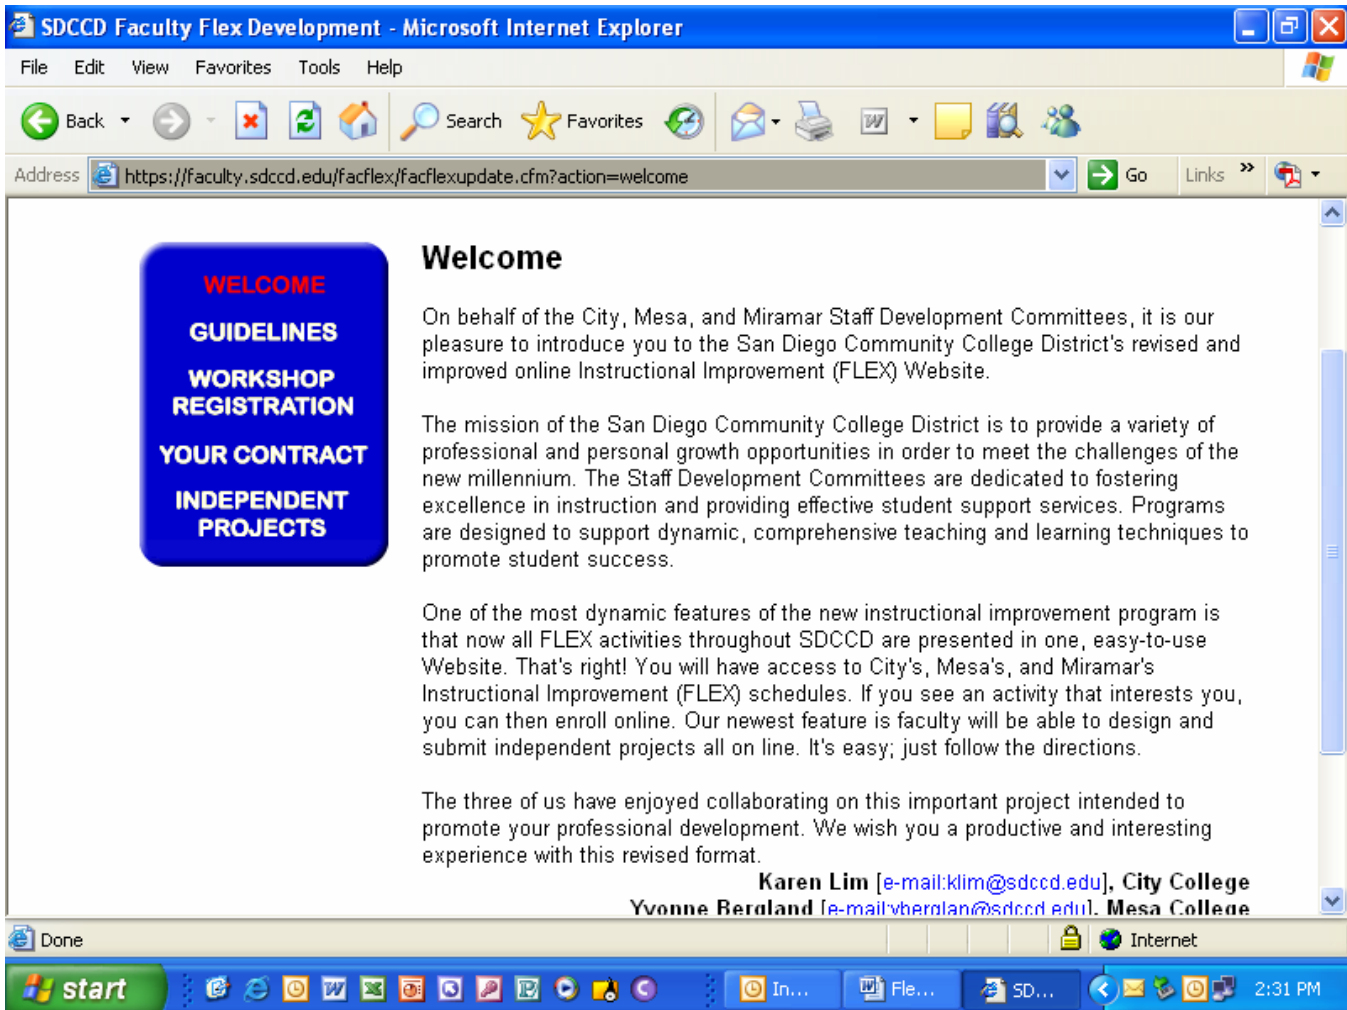 SDCCD Faculty Flex Development - Microsoft Internet Explorer
File Edit View Favorites Tools Help
Back Search Favorites
Address https://faculty.sdccd.edu/facflex/facflexupdate.cfm?action=welcome Go Links »
WELCOME
GUIDELINES
WORKSHOP
REGISTRATION
YOUR CONTRACT
INDEPENDENT
PROJECTS
Welcome
On behalf of the City, Mesa, and Miramar Staff Development Committees, it is our
pleasure to introduce you to the San Diego Community College District's revised and
improved online Instructional Improvement (FLEX) Website.
The mission of the San Diego Community College District is to provide a variety of
professional and personal growth opportunities in order to meet the challenges of the
new millennium. The Staff Development Committees are dedicated to fostering
excellence in instruction and providing effective student support services. Programs
are designed to support dynamic, comprehensive teaching and learning techniques to
promote student success.
One of the most dynamic features of the new instructional improvement program is
that now all FLEX activities throughout SDCCD are presented in one, easy-to-use
Website. That's right! You will have access to City's, Mesa's, and Miramar's
Instructional Improvement (FLEX) schedules. If you see an activity that interests you,
you can then enroll online. Our newest feature is faculty will be able to design and
submit independent projects all on line. It's easy; just follow the directions.
The three of us have enjoyed collaborating on this important project intended to
promote your professional development. We wish you a productive and interesting
experience with this revised format.
Karen Lim [e-mail:klim@sdccd.edu], City College
Yvonne Bergland [e-mail:yberglan@sdccd.edu], Mesa College
Done Internet
start In... Fle... SD... 2:31 PM